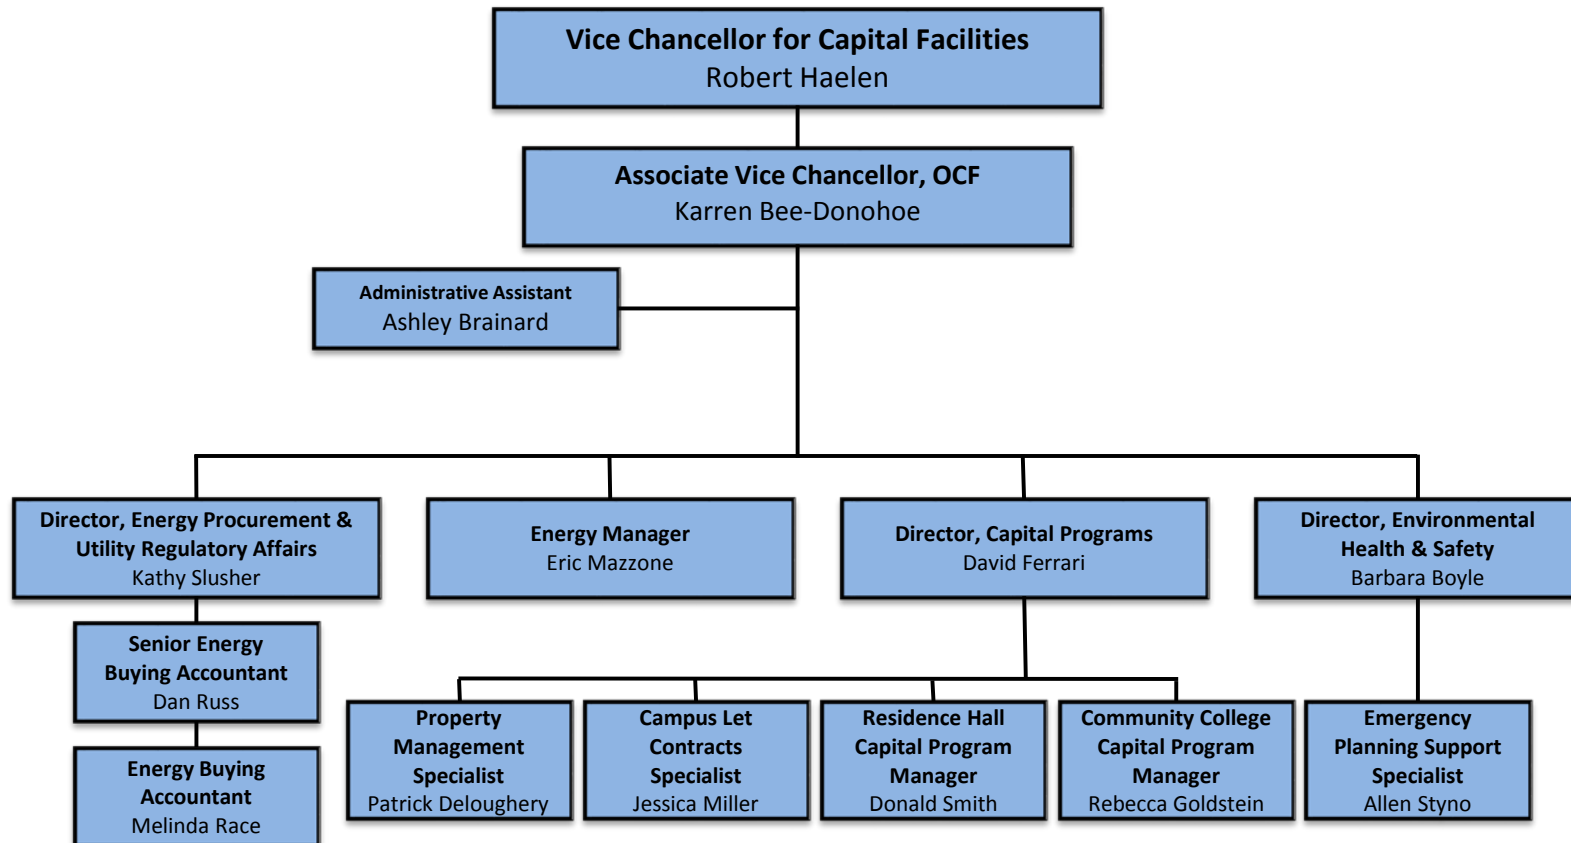 Vice Chancellor for Capital Facilities
Robert Haelen
Associate Vice Chancellor, OCF
Karren Bee-Donohoe
Administrative Assistant
Ashley Brainard
Director, Energy Procurement &
Utility Regulatory Affairs
Kathy Slusher
Energy Manager
Eric Mazzone
Director, Capital Programs
David Ferrari
Director, Environmental
Health & Safety
Barbara Boyle
Senior Energy
Buying Accountant
Dan Russ
Energy Buying
Accountant
Melinda Race
Property
Management
Specialist
Patrick Deloughery
Campus Let
Contracts
Specialist
Jessica Miller
Residence Hall
Capital Program
Manager
Donald Smith
Community College
Capital Program
Manager
Rebecca Goldstein
Emergency
Planning Support
Specialist
Allen Styno